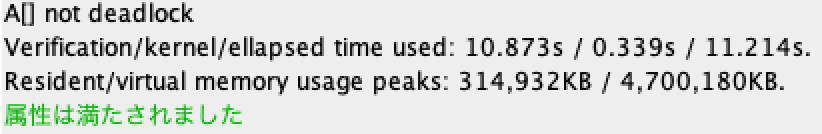 A[] not deadlock
Verification/kernel/ellapsed time used: 10.873s / 0.339s / 11.214s.
Resident/virtual memory usage peaks: 314,932KB / 4,700,180KB.
属性は満たされました